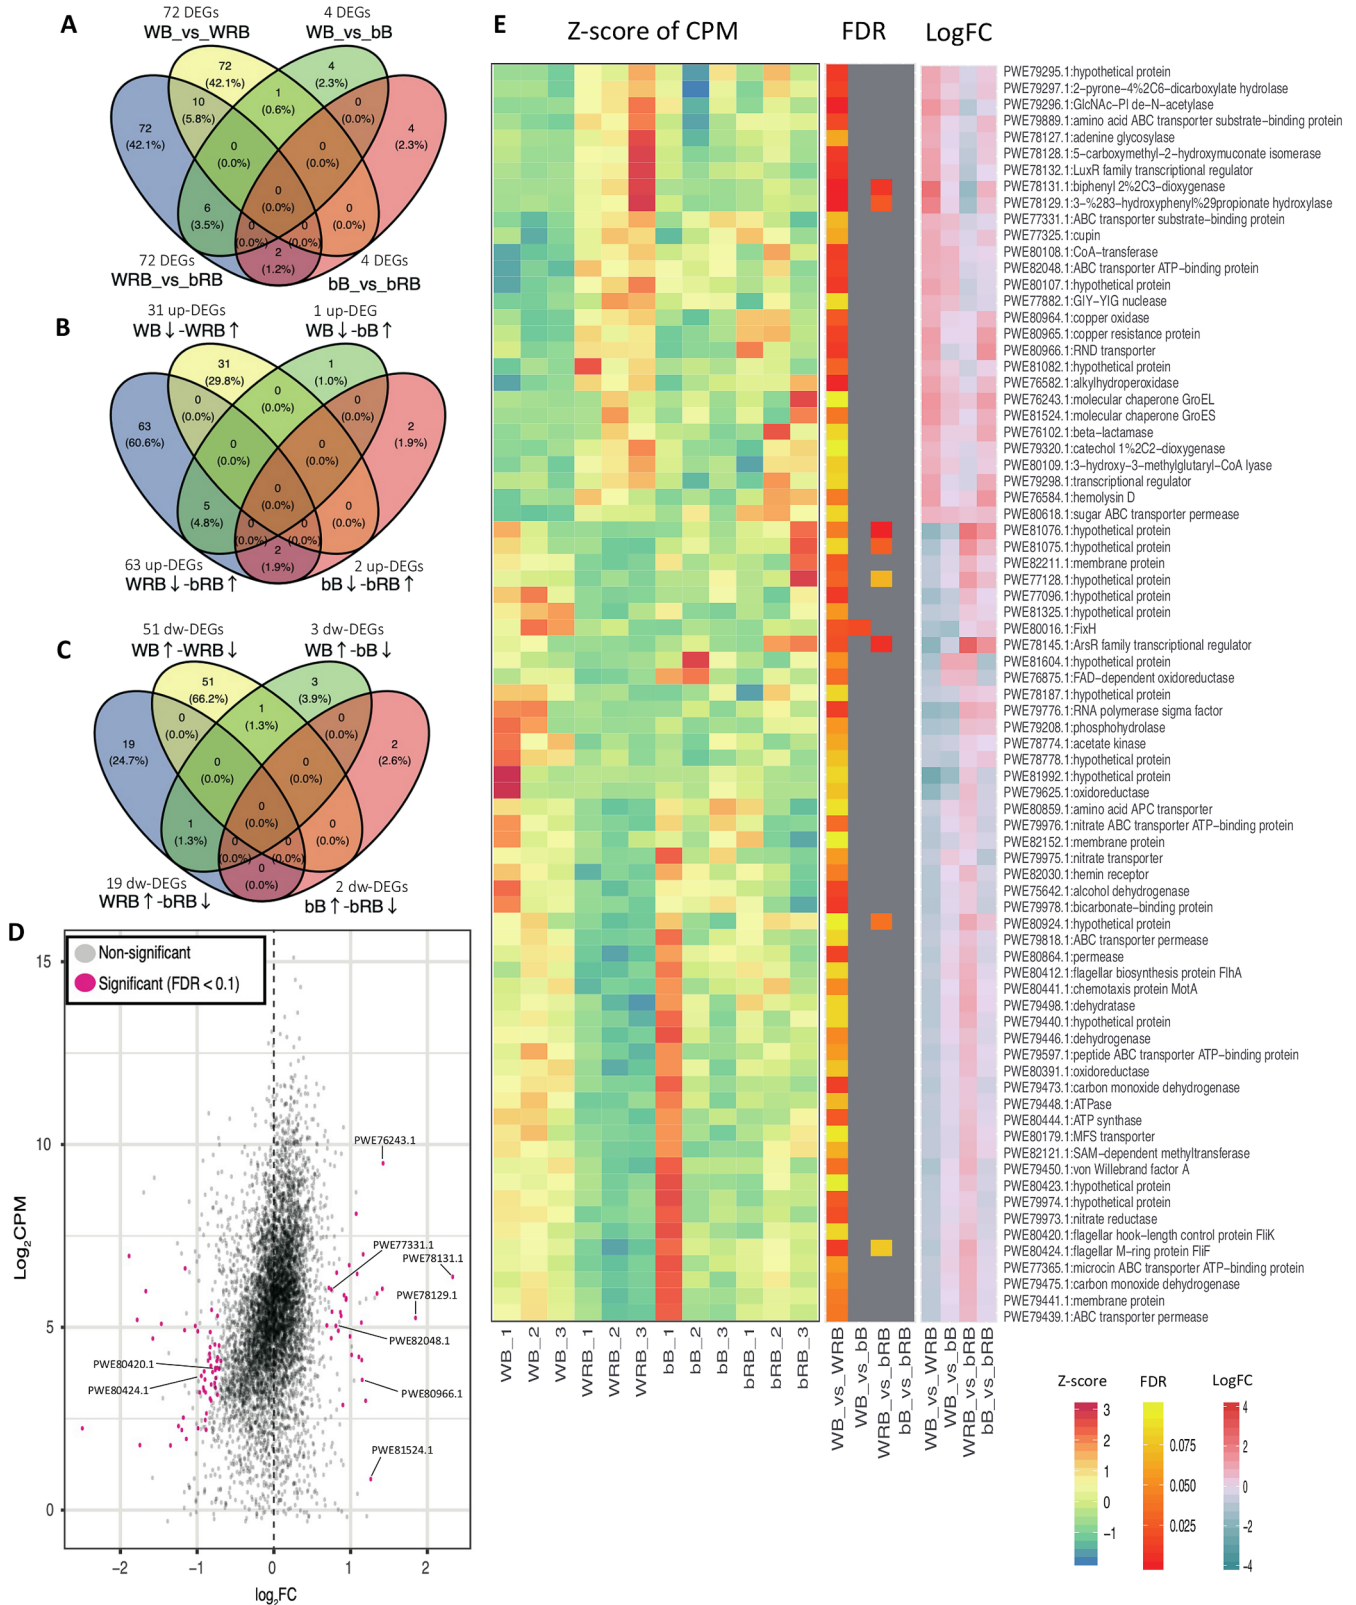 A
72 DEGs
WB_vs_WRB
4 DEGs
WB_vs_bB
72
(42.1%)
4
(2.3%)
10
(5.8%)
1
(0.6%)
0
(0.0%)
72
(42.1%)
4
(2.3%)
0
(0.0%)
0
(0.0%)
0
(0.0%)
6
(3.5%)
0
(0.0%)
0
(0.0%)
0
(0.0%)
2
(1.2%)
72 DEGs
WRB_vs_bRB
4 DEGs
bB_vs_bRB
B
31 up-DEGs
WB↓-WRB↑
1 up-DEG
WB↓-bB↑
31
(29.8%)
1
(1.0%)
0
(0.0%)
0
(0.0%)
0
(0.0%)
63
(60.6%)
2
(1.9%)
0
(0.0%)
0
(0.0%)
0
(0.0%)
5
(4.8%)
0
(0.0%)
0
(0.0%)
0
(0.0%)
2
(1.9%)
63 up-DEGs
WRB↓-bRB↑
2 up-DEGs
bB↓-bRB↑
C
51 dw-DEGs
WB↑-WRB↓
3 dw-DEGs
WB↑-bB↓
51
(66.2%)
3
(3.9%)
0
(0.0%)
1
(1.3%)
0
(0.0%)
19
(24.7%)
2
(2.6%)
0
(0.0%)
0
(0.0%)
0
(0.0%)
1
(1.3%)
0
(0.0%)
0
(0.0%)
0
(0.0%)
0
(0.0%)
19 dw-DEGs
WRB↑-bRB↓
2 dw-DEGs
bB↑-bRB↓
D
Non-significant
Significant (FDR < 0.1)
15
10
5
0
Log2CPM
PWE76243.1
PWE77331.1
PWE78131.1
PWE78129.1
PWE82048.1
PWE80420.1
PWE80424.1
PWE80966.1
PWE81524.1
−2
−1
0
1
2
log2FC
E
Z-score of CPM
FDR
LogFC
PWE79295.1:hypothetical protein
PWE79297.1:2−pyrone−4%2C6−dicarboxylate hydrolase
PWE79296.1:GlcNAc−PI de−N−acetylase
PWE79889.1:amino acid ABC transporter substrate−binding protein
PWE78127.1:adenine glycosylase
PWE78128.1:5−carboxymethyl−2−hydroxymuconate isomerase
PWE78132.1:LuxR family transcriptional regulator
PWE78131.1:biphenyl 2%2C3−dioxygenase
PWE78129.1:3−%283−hydroxyphenyl%29propionate hydroxylase
PWE77331.1:ABC transporter substrate−binding protein
PWE77325.1:cupin
PWE80108.1:CoA−transferase
PWE82048.1:ABC transporter ATP−binding protein
PWE80107.1:hypothetical protein
PWE77882.1:GIY−YIG nuclease
PWE80964.1:copper oxidase
PWE80965.1:copper resistance protein
PWE80966.1:RND transporter
PWE81082.1:hypothetical protein
PWE76582.1:alkylhydroperoxidase
PWE76243.1:molecular chaperone GroEL
PWE81524.1:molecular chaperone GroES
PWE76102.1:beta−lactamase
PWE79320.1:catechol 1%2C2−dioxygenase
PWE80109.1:3−hydroxy−3−methylglutaryl−CoA lyase
PWE79298.1:transcriptional regulator
PWE76584.1:hemolysin D
PWE80618.1:sugar ABC transporter permease
PWE81076.1:hypothetical protein
PWE81075.1:hypothetical protein
PWE82211.1:membrane protein
PWE77128.1:hypothetical protein
PWE77096.1:hypothetical protein
PWE81325.1:hypothetical protein
PWE80016.1:FixH
PWE78145.1:ArsR family transcriptional regulator
PWE81604.1:hypothetical protein
PWE76875.1:FAD−dependent oxidoreductase
PWE78187.1:hypothetical protein
PWE79776.1:RNA polymerase sigma factor
PWE79208.1:phosphohydrolase
PWE78774.1:acetate kinase
PWE78778.1:hypothetical protein
PWE81992.1:hypothetical protein
PWE79625.1:oxidoreductase
PWE80859.1:amino acid APC transporter
PWE79976.1:nitrate ABC transporter ATP−binding protein
PWE82152.1:membrane protein
PWE79975.1:nitrate transporter
PWE82030.1:hemin receptor
PWE75642.1:alcohol dehydrogenase
PWE79978.1:bicarbonate−binding protein
PWE80924.1:hypothetical protein
PWE79818.1:ABC transporter permease
PWE80864.1:permease
PWE80412.1:flagellar biosynthesis protein FlhA
PWE80441.1:chemotaxis protein MotA
PWE79498.1:dehydratase
PWE79440.1:hypothetical protein
PWE79446.1:dehydrogenase
PWE79597.1:peptide ABC transporter ATP−binding protein
PWE80391.1:oxidoreductase
PWE79473.1:carbon monoxide dehydrogenase
PWE79448.1:ATPase
PWE80444.1:ATP synthase
PWE80179.1:MFS transporter
PWE82121.1:SAM−dependent methyltransferase
PWE79450.1:von Willebrand factor A
PWE80423.1:hypothetical protein
PWE79974.1:hypothetical protein
PWE79973.1:nitrate reductase
PWE80420.1:flagellar hook−length control protein FliK
PWE80424.1:flagellar M−ring protein FliF
PWE77365.1:microcin ABC transporter ATP−binding protein
PWE79475.1:carbon monoxide dehydrogenase
PWE79441.1:membrane protein
PWE79439.1:ABC transporter permease
WB_1
WB_2
WB_3
WRB_1
WRB_2
WRB_3
bB_1
bB_2
bB_3
bRB_1
bRB_2
bRB_3
WB_vs_WRB
WB_vs_bB
WRB_vs_bRB
bB_vs_bRB
WB_vs_WRB
WB_vs_bB
WRB_vs_bRB
bB_vs_bRB
Z-score
3
2
1
0
−1
FDR
0.075
0.050
0.025
LogFC
4
2
0
−2
−4